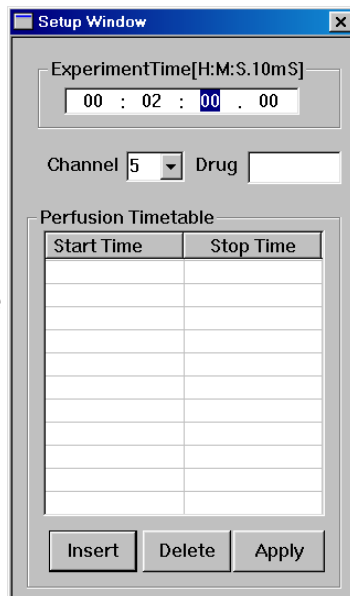 Setup Window
ExperimentTime[H:M:S.10mS]
00 : 02 : 00 . 00
Channel 5 Drug
Perfusion Timetable
Start Time Stop Time
Insert Delete Apply